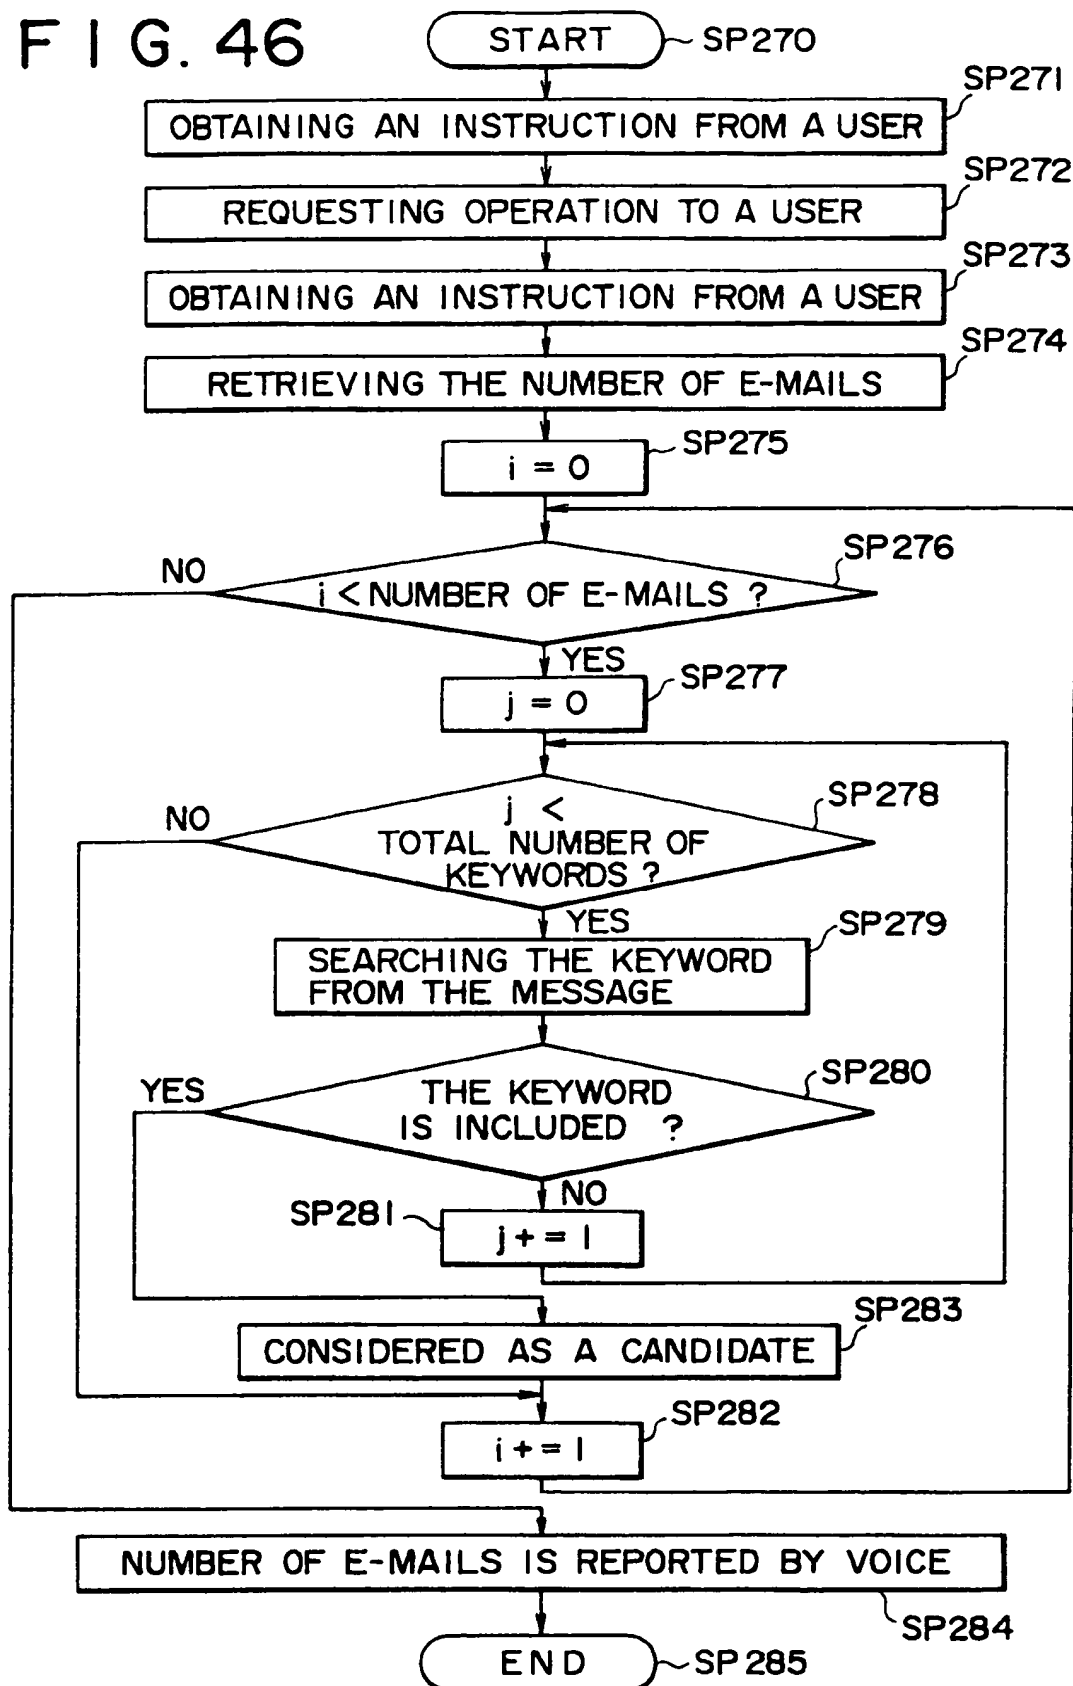 FIG. 46
START
SP270
SP271
OBTAINING AN INSTRUCTION FROM A USER
SP272
REQUESTING OPERATION TO A USER
SP273
OBTAINING AN INSTRUCTION FROM A USER
SP274
RETRIEVING THE NUMBER OF E-MAILS
SP275
i = 0
SP276
NO
i < NUMBER OF E-MAILS ?
YES
SP277
j = 0
SP278
NO
j <
TOTAL NUMBER OF
KEYWORDS ?
YES
SP279
SEARCHING THE KEYWORD
FROM THE MESSAGE
SP280
YES
THE KEYWORD
IS INCLUDED ?
NO
SP281
j + = 1
SP283
CONSIDERED AS A CANDIDATE
SP282
i + = 1
NUMBER OF E-MAILS IS REPORTED BY VOICE
SP284
END
SP285